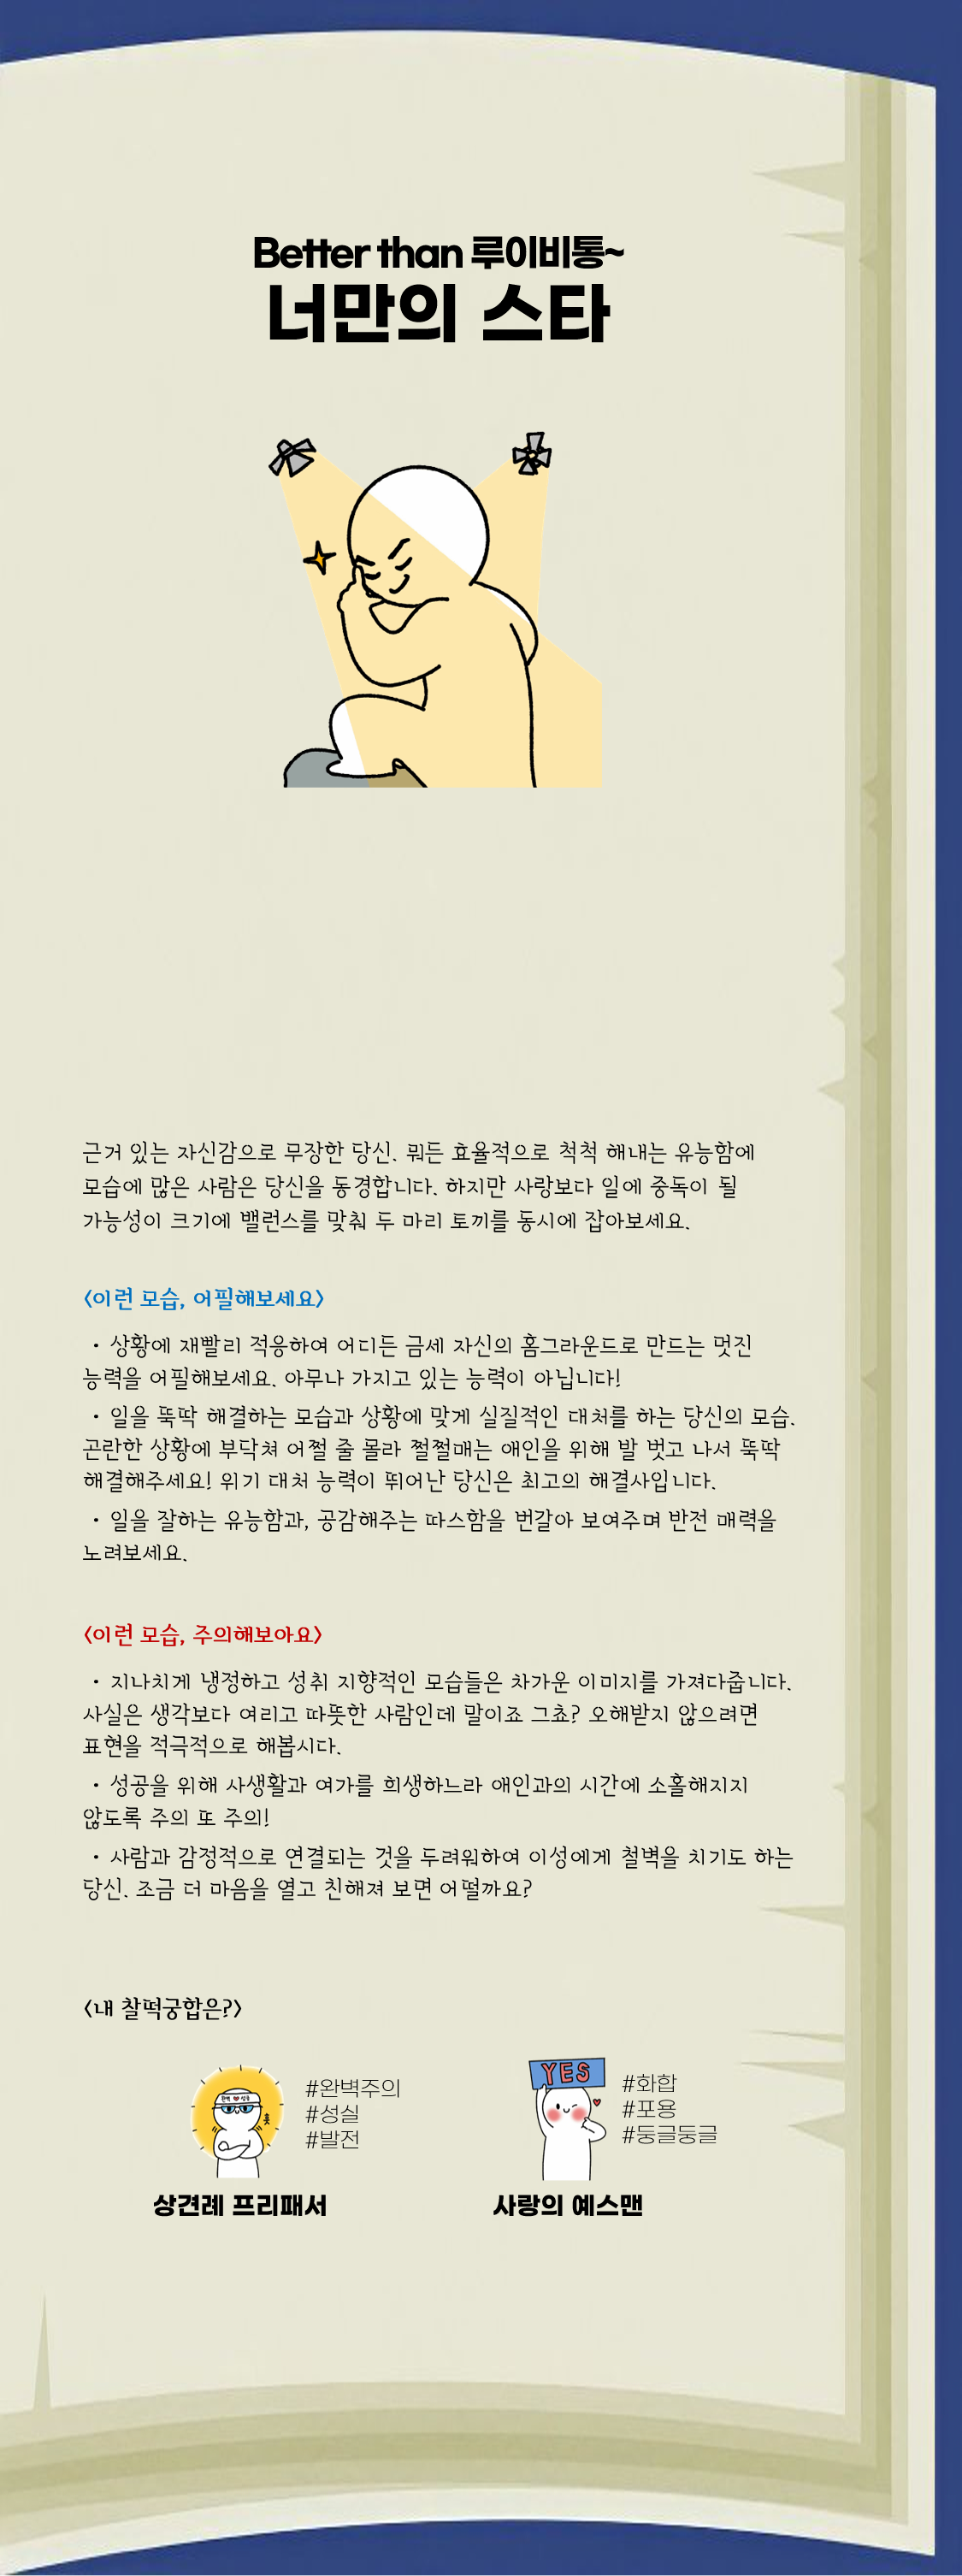 Better than 루이비통~
너만의 스타
근거 있는 자신감으로 무장한 당신. 뭐든 효율적으로 척척 해내는 유능함에
모습에 많은 사람은 당신을 동경합니다. 하지만 사랑보다 일에 중독이 될
가능성이 크기에 밸런스를 맞춰 두 마리 토끼를 동시에 잡아보세요.
<이런 모습, 어필해보세요>
• 상황에 재빨리 적응하여 어디든 금세 자신의 홈그라운드로 만드는 멋진
능력을 어필해보세요. 아무나 가지고 있는 능력이 아닙니다!
• 일을 뚝딱 해결하는 모습과 상황에 맞게 실질적인 대처를 하는 당신의 모습.
곤란한 상황에 부닥쳐 어쩔 줄 몰라 쩔쩔매는 애인을 위해 발 벗고 나서 뚝딱
해결해주세요! 위기 대처 능력이 뛰어난 당신은 최고의 해결사입니다.
• 일을 잘하는 유능함과, 공감해주는 따스함을 번갈아 보여주며 반전 매력을
노려보세요.
<이런 모습, 주의해보아요>
• 지나치게 냉정하고 성취 지향적인 모습들은 차가운 이미지를 가져다줍니다.
사실은 생각보다 여리고 따뜻한 사람인데 말이죠 그쵸? 오해받지 않으려면
표현을 적극적으로 해봅시다.
• 성공을 위해 사생활과 여가를 희생하느라 애인과의 시간에 소홀해지지
않도록 주의 또 주의!
• 사람과 감정적으로 연결되는 것을 두려워하여 이성에게 철벽을 치기도 하는
당신. 조금 더 마음을 열고 친해져 보면 어떨까요?
<내 찰떡궁합은?>
#완벽주의
#성실
#발전
상견례 프리패서
YES
#화합
#포용
#둥글둥글
사랑의 예스맨